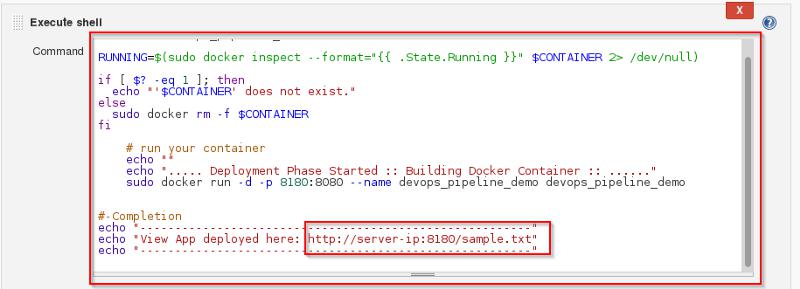 X
Execute shell
Command
RUNNING=$(sudo docker inspect --format="{{ .State.Running }}" $CONTAINER 2> /dev/null)
if [ $? -eq 1 ]; then
echo "'$CONTAINER' does not exist."
else
sudo docker rm -f $CONTAINER
fi
# run your container
echo ""
echo "..... Deployment Phase Started :: Building Docker Container :: ......"
sudo docker run -d -p 8180:8080 --name devops_pipeline_demo devops_pipeline_demo
#-Completion
echo "--------------------------------------------------------"
echo "View App deployed here: http://server-ip:8180/sample.txt"
echo "--------------------------------------------------------"